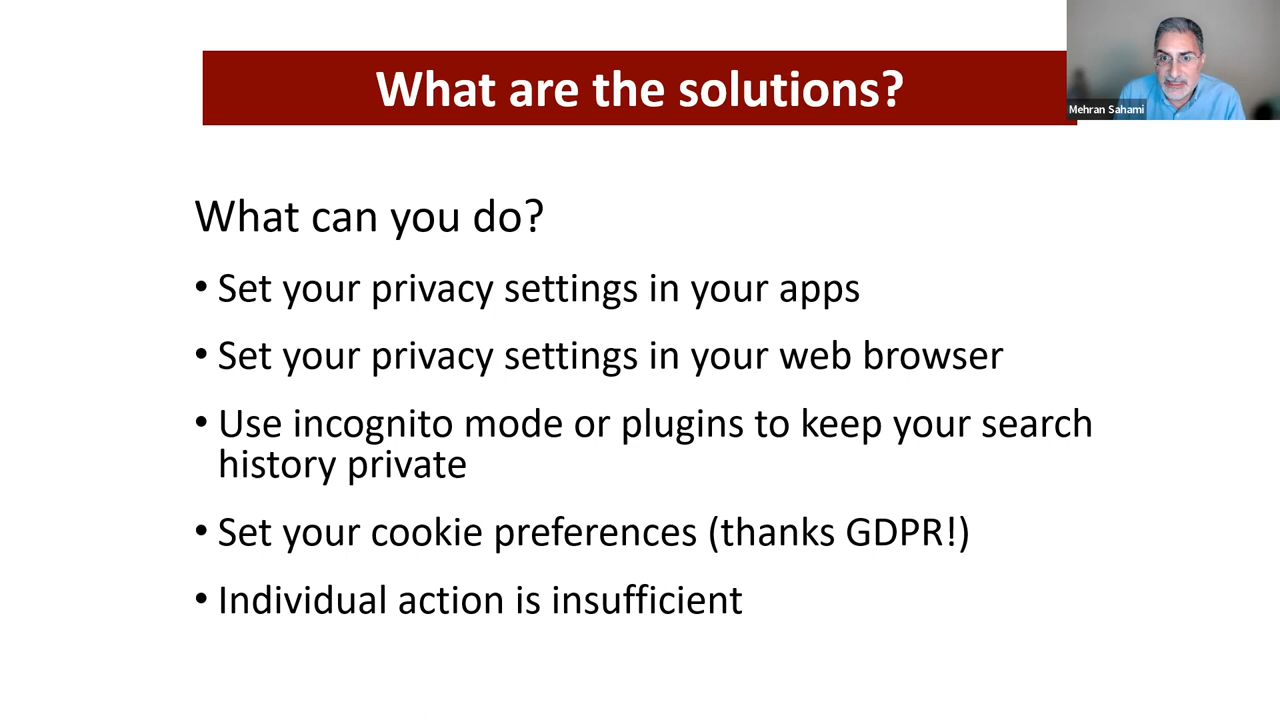 What are the solutions?
Mehran Sahami
What can you do?
• Set your privacy settings in your apps
• Set your privacy settings in your web browser
• Use incognito mode or plugins to keep your search
history private
• Set your cookie preferences (thanks GDPR!)
• Individual action is insufficient